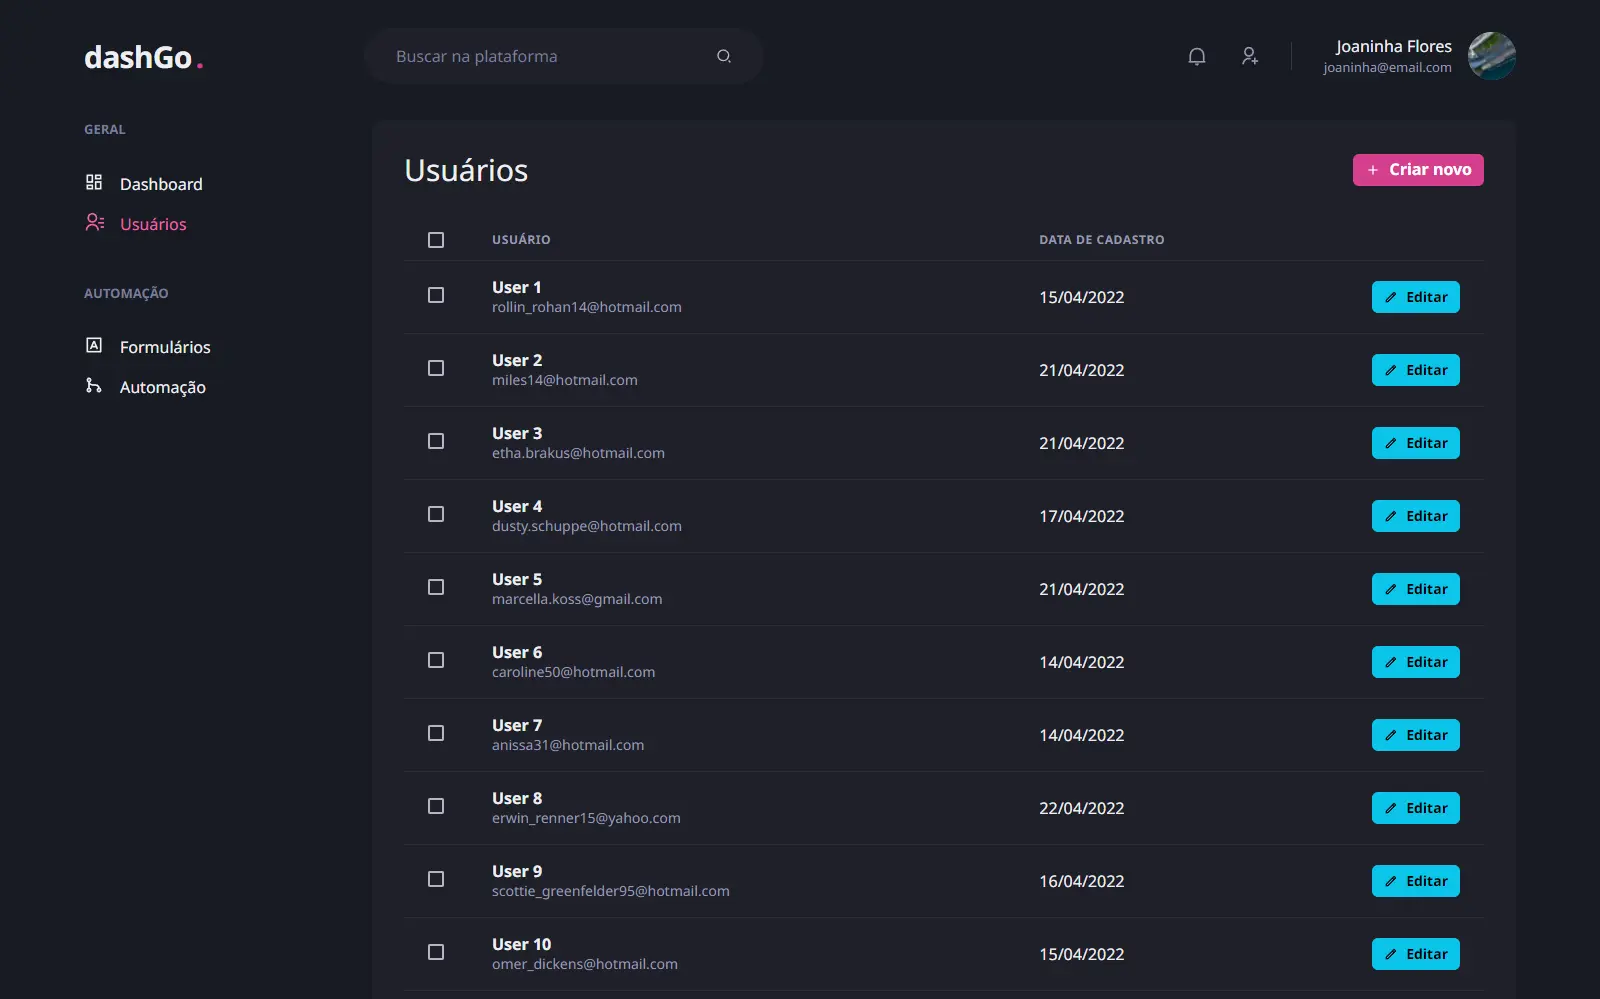 dashGo.
Buscar na plataforma
Joaninha Flores
joaninha@email.com
GERAL
Dashboard
Usuários
AUTOMAÇÃO
Formulários
Automação
Usuários
+ Criar novo
USUÁRIO DATA DE CADASTRO
User 1
rollin_rohan14@hotmail.com
15/04/2022
Editar
User 2
miles14@hotmail.com
21/04/2022
Editar
User 3
etha.brakus@hotmail.com
21/04/2022
Editar
User 4
dusty.schuppe@hotmail.com
17/04/2022
Editar
User 5
marcella.koss@gmail.com
21/04/2022
Editar
User 6
caroline50@hotmail.com
14/04/2022
Editar
User 7
anissa31@hotmail.com
14/04/2022
Editar
User 8
erwin_renner15@yahoo.com
22/04/2022
Editar
User 9
scottie_greenfelder95@hotmail.com
16/04/2022
Editar
User 10
omer_dickens@hotmail.com
15/04/2022
Editar